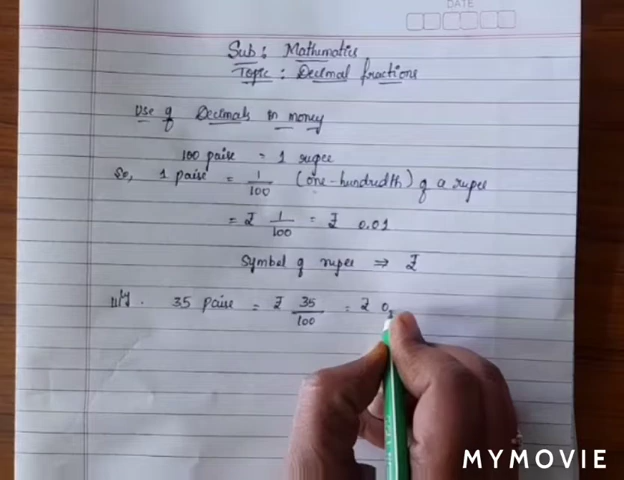 DATE
Sub: Mathematics
Topic: Decimal fractions
Use of Decimals in money
100 paise = 1 rupee
So, 1 paise = 1/100 (one-hundredth) of a rupee
= ₹ 1/100 = ₹ 0.01
Symbol of rupee ⇒ ₹
|||ly. 35 paise = ₹ 35/100 = ₹ 0.
MYMOVIE